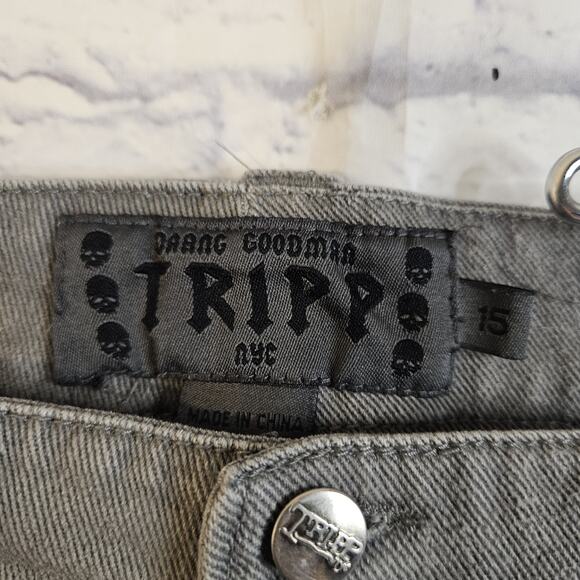 DAANG GOODMAN
TRIPP
NYC
15
MADE IN CHINA
TRIPP